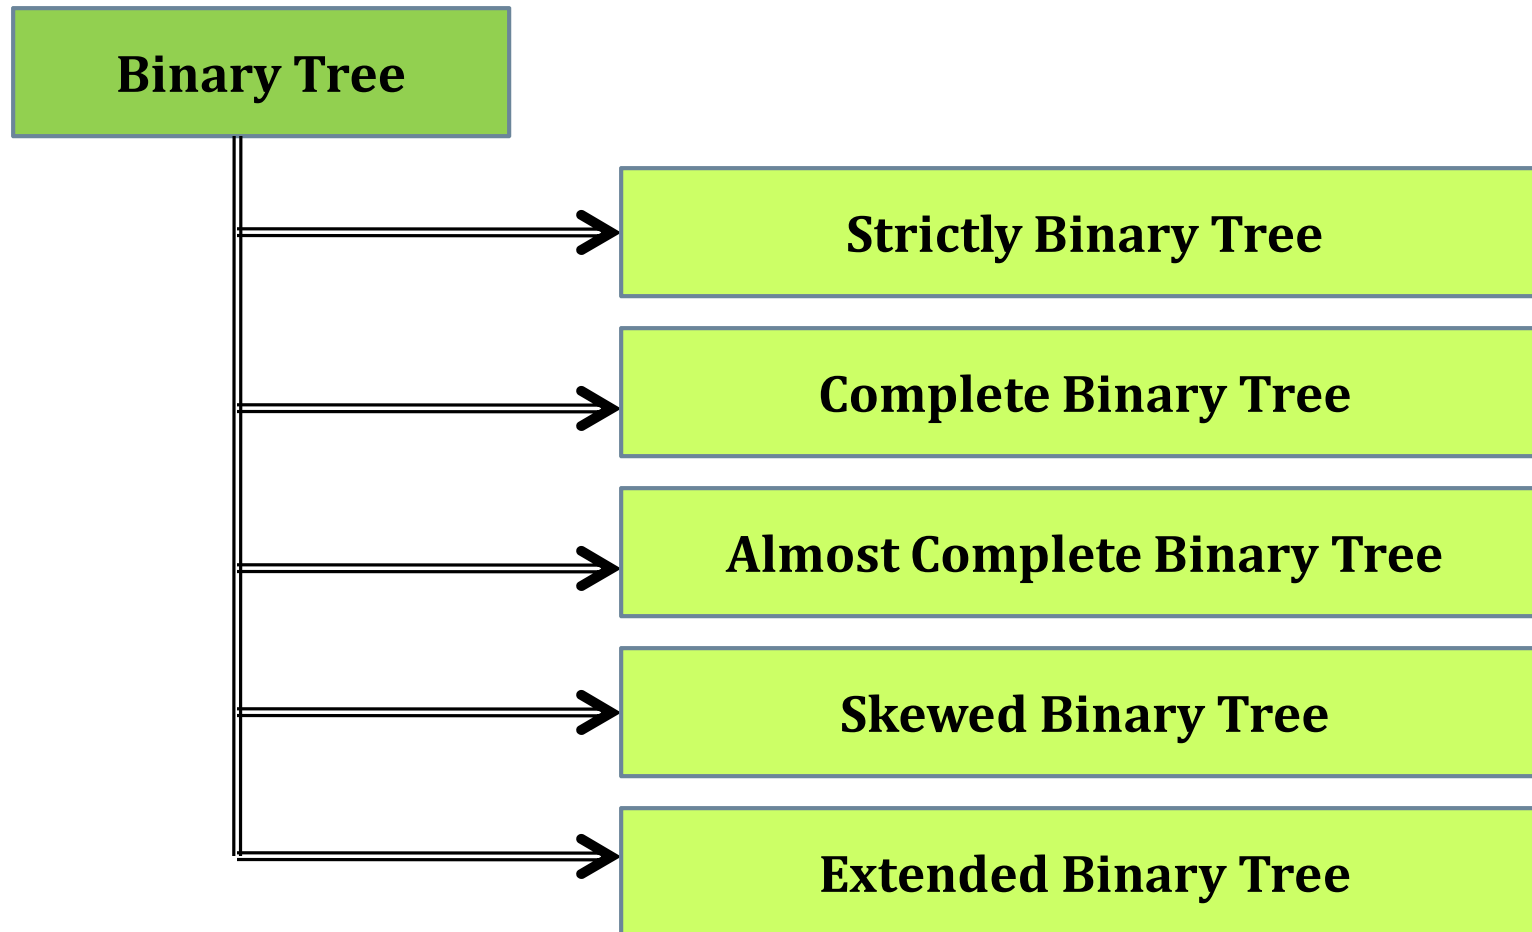 Binary Tree
Strictly Binary Tree
Complete Binary Tree
Almost Complete Binary Tree
Skewed Binary Tree
Extended Binary Tree